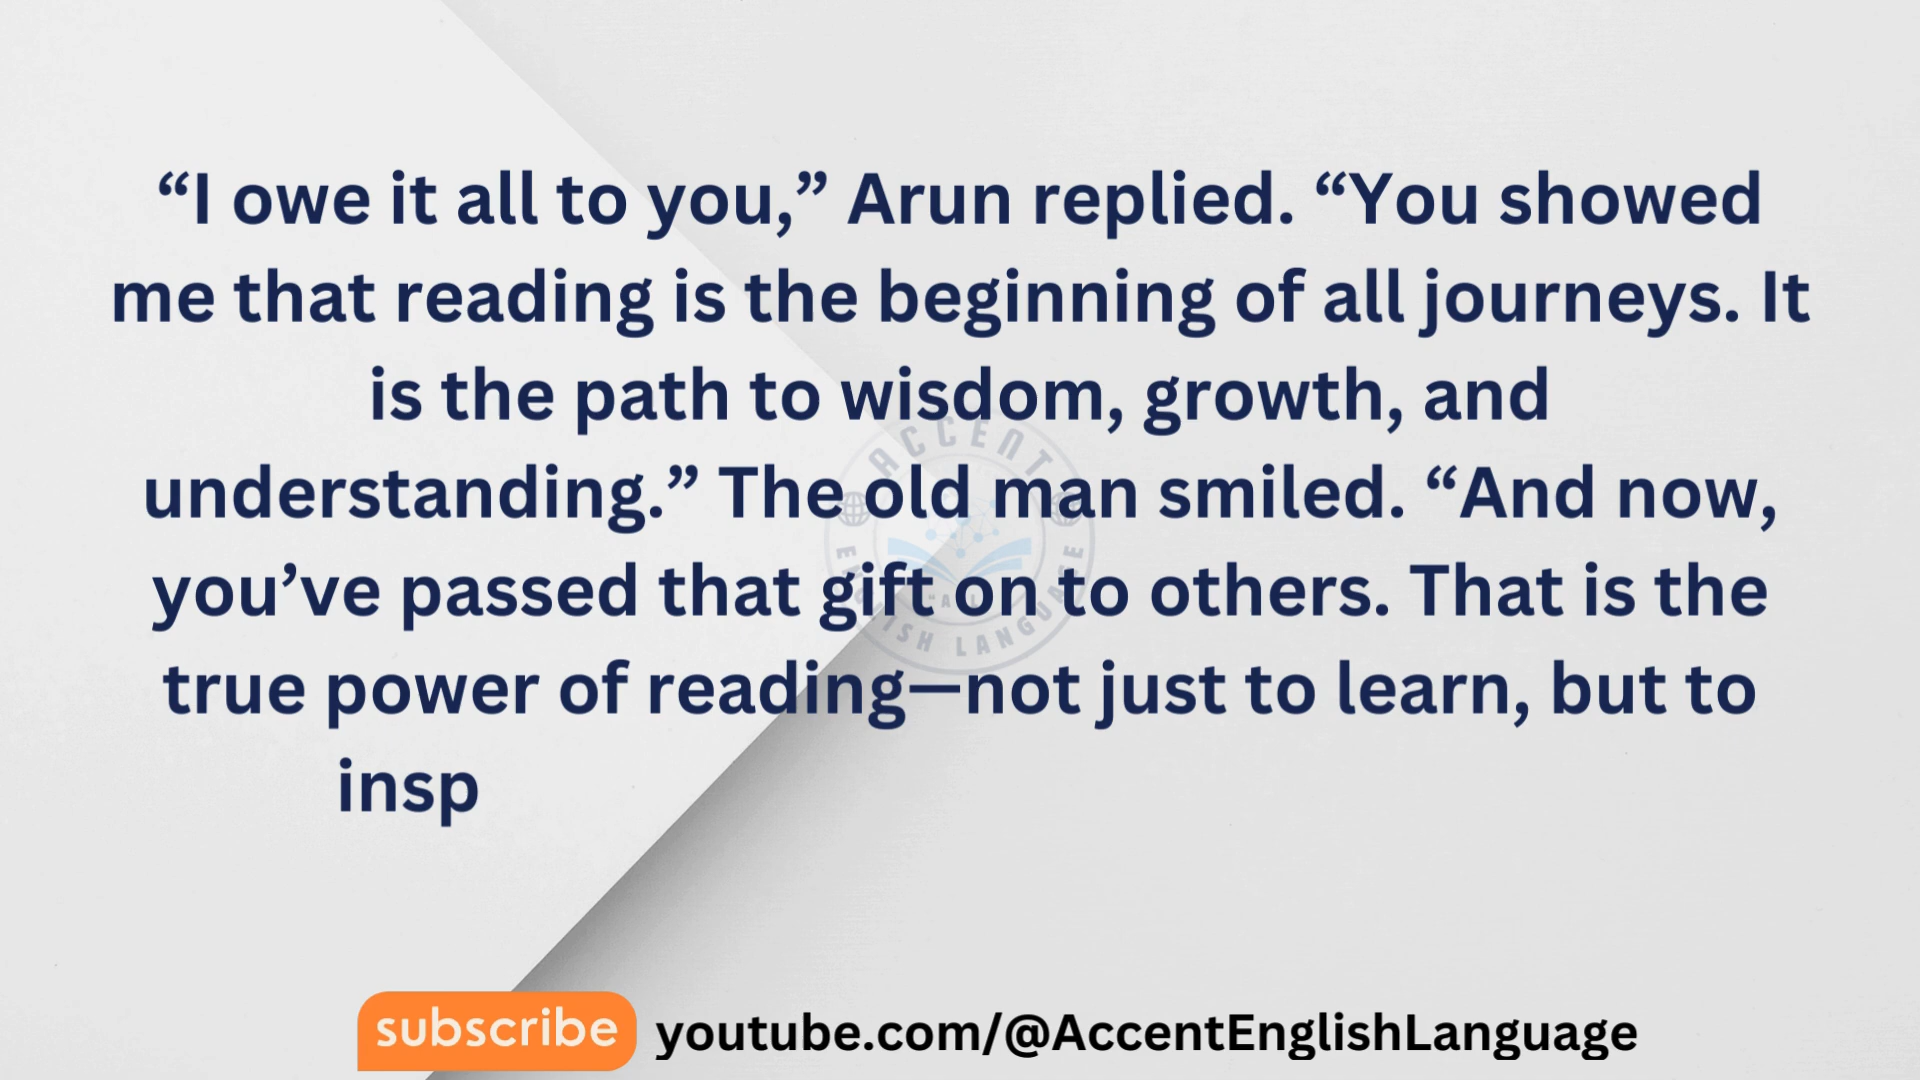 “I owe it all to you,” Arun replied. “You showed
me that reading is the beginning of all journeys. It
is the path to wisdom, growth, and
understanding.” The old man smiled. “And now,
you’ve passed that gift on to others. That is the
true power of reading—not just to learn, but to
insp
ACCENT
ENGLISH LANGUAGE
subscribe youtube.com/@AccentEnglishLanguage